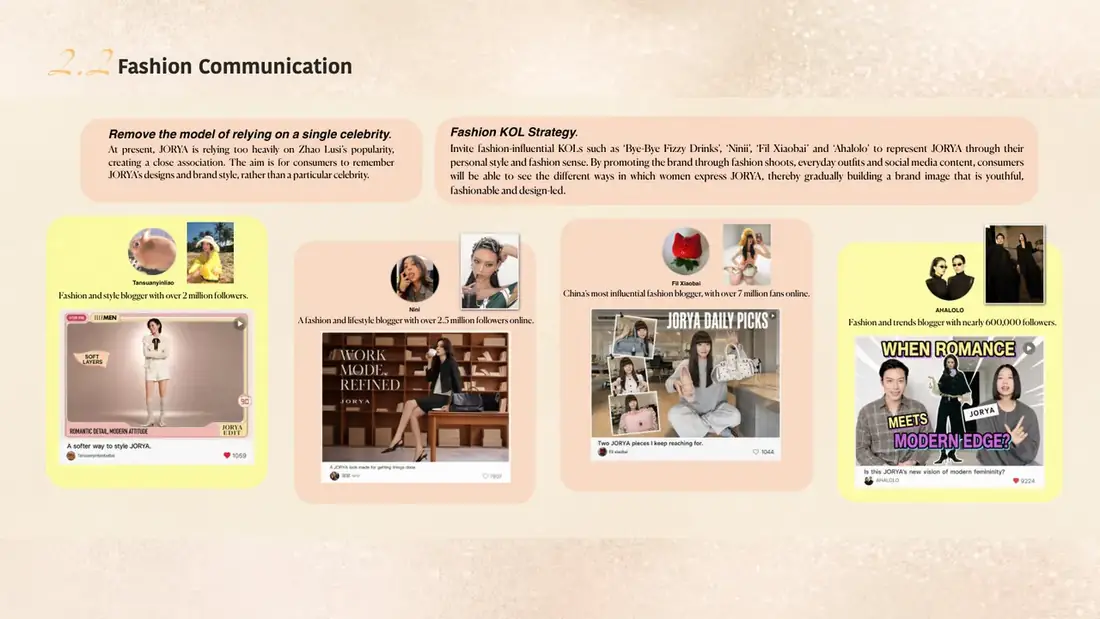 2.2 Fashion Communication
Remove the model of relying on a single celebrity.
At present, JORYA is relying too heavily on Zhao Lusi's popularity,
creating a close association. The aim is for consumers to remember
JORYA's designs and brand style, rather than a particular celebrity.
Fashion KOL Strategy.
Invite fashion-influential KOLs such as 'Bye-Bye Fizzy Drinks', 'Ninii', 'Fil Xiaobai' and 'Ahalolo' to represent JORYA through their
personal style and fashion sense. By promoting the brand through fashion shoots, everyday outfits and social media content, consumers
will be able to see the different ways in which women express JORYA, thereby gradually building a brand image that is youthful,
fashionable and design-led.
Tansuanyinliao
Fashion and style blogger with over 2 million followers.
MEN
SOFT
LAYERS
ROMANTIC DETAIL, MODERN ATTITUDE
JORYA
EDIT
A softer way to style JORYA.
1059
Nini
A fashion and lifestyle blogger with over 2.5 million followers online.
WORK
MODE,
REFINED
JORYA
A JORYA look made for getting things done
Fil Xiaobai
China's most influential fashion blogger, with over 7 million fans online.
JORYA DAILY PICKS
Two JORYA pieces I keep reaching for.
Fil xiaobai
1044
AHALOLO
Fashion and trends blogger with nearly 600,000 followers.
WHEN ROMANCE
MEETS
JORYA
MODERN EDGE?
Is this JORYA's new vision of modern femininity?
AHALOLO
9224